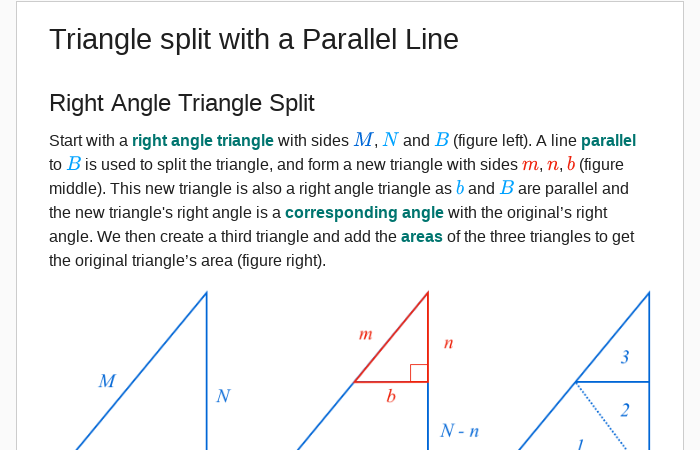 Triangle split with a Parallel Line
Right Angle Triangle Split
Start with a right angle triangle with sides M, N and B (figure left). A line parallel
to B is used to split the triangle, and form a new triangle with sides m, n, b (figure
middle). This new triangle is also a right angle triangle as b and B are parallel and
the new triangle's right angle is a corresponding angle with the original’s right
angle. We then create a third triangle and add the areas of the three triangles to get
the original triangle’s area (figure right).
m
n
3
M
N
b
2
N - n
1